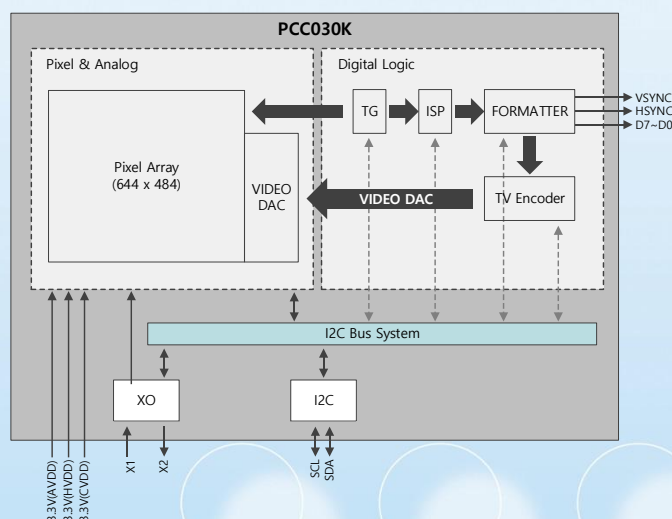 PCC030K
Pixel & Analog
Digital Logic
TG
ISP
FORMATTER
VSYNC
HSYNC
D7~D0
Pixel Array
(644 x 484)
VIDEO
DAC
VIDEO DAC
TV Encoder
I2C Bus System
XO
I2C
X1
X2
SCL
SDA
3.3V(AVDD)
3.3V(HVDD)
3.3V(CVDD)